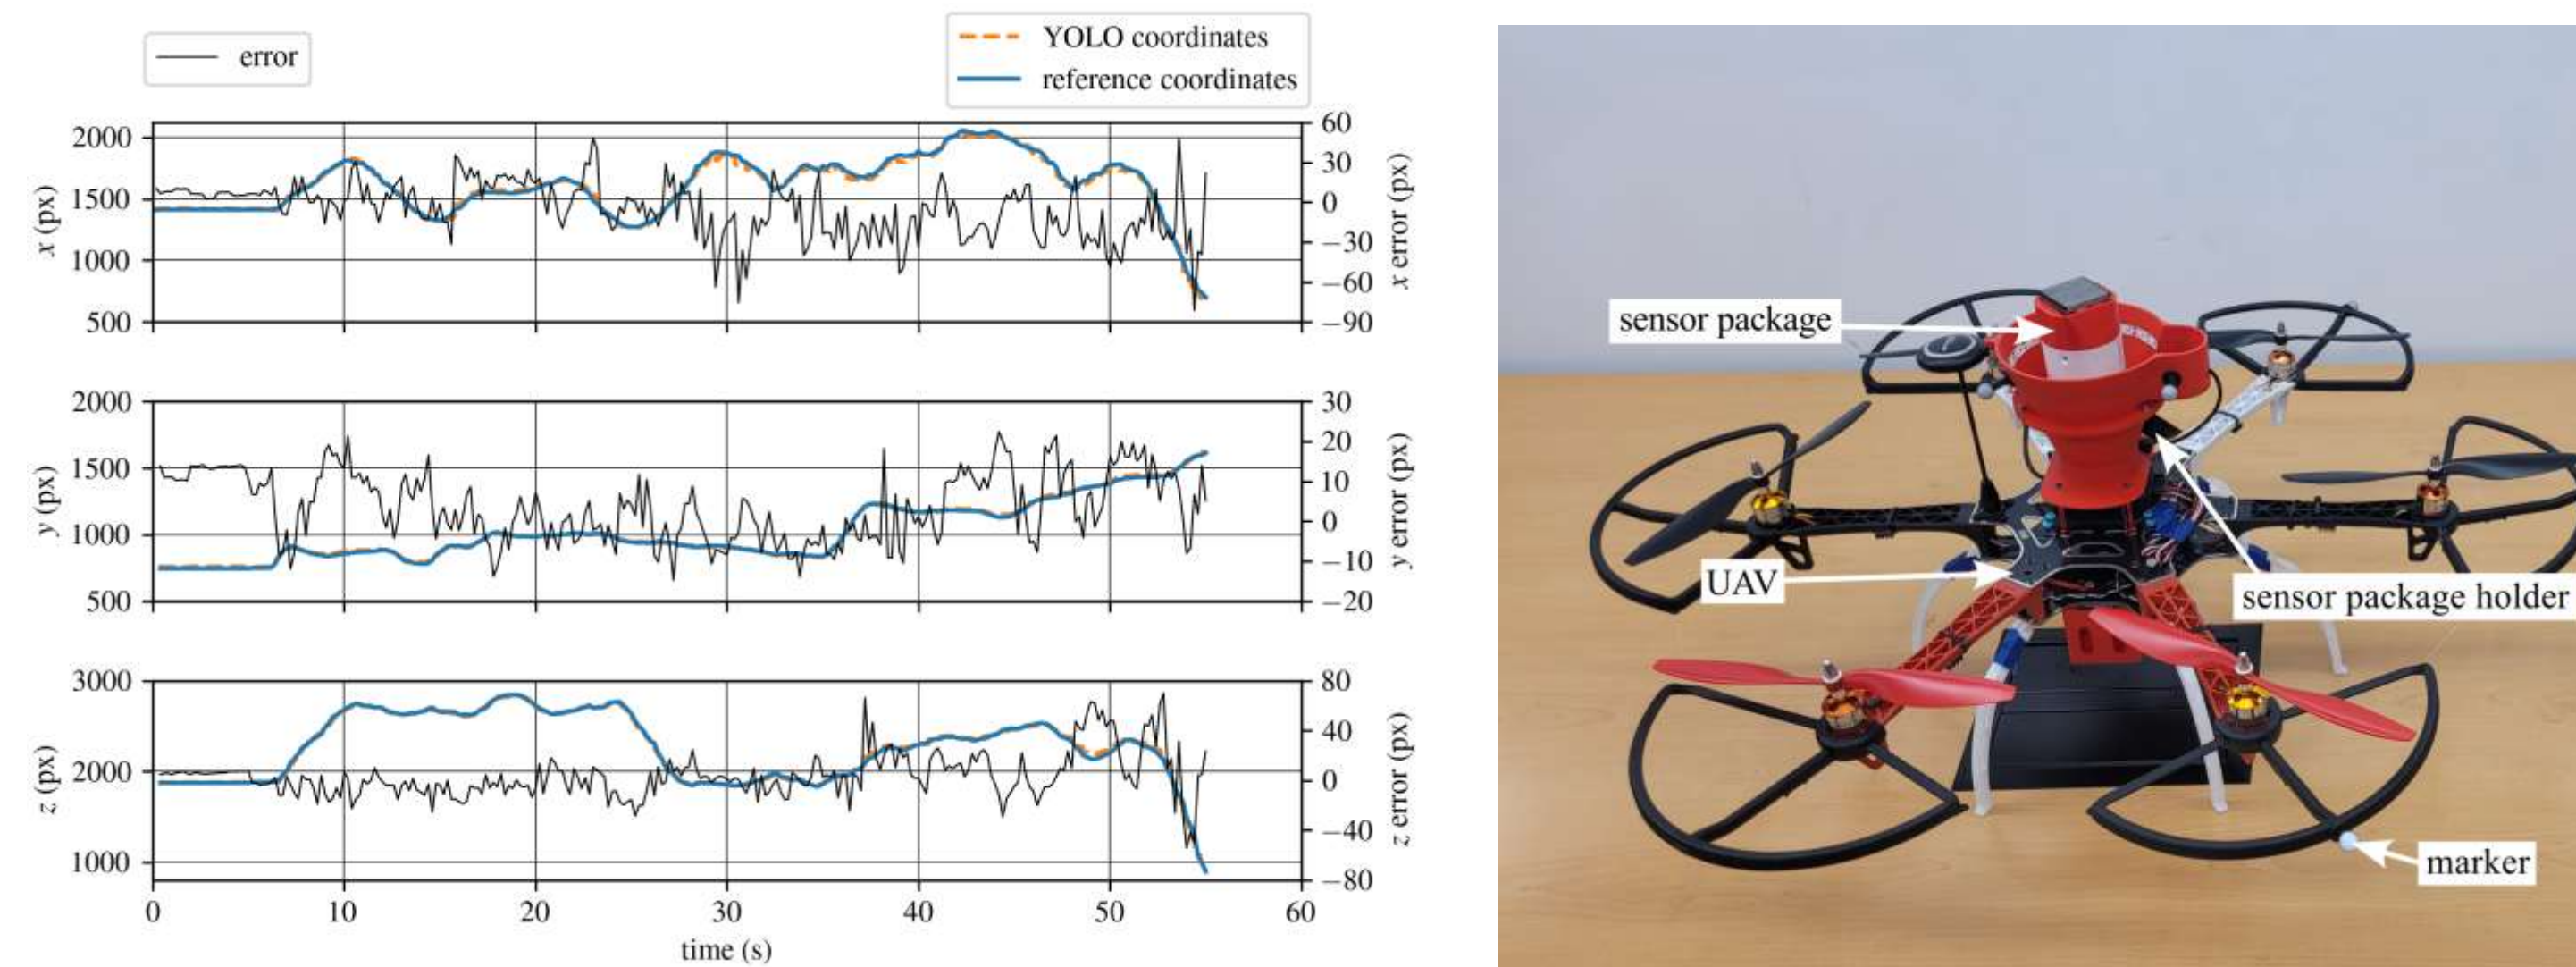 error
YOLO coordinates
reference coordinates
2000
1500
1000
500
x (px)
60
30
0
−30
−60
−90
x error (px)
2000
1500
1000
500
y (px)
30
20
10
0
−10
−20
y error (px)
3000
2000
1000
z (px)
80
40
0
−40
−80
z error (px)
0 10 20 30 40 50 60
time (s)
sensor package
UAV
sensor package holder
marker